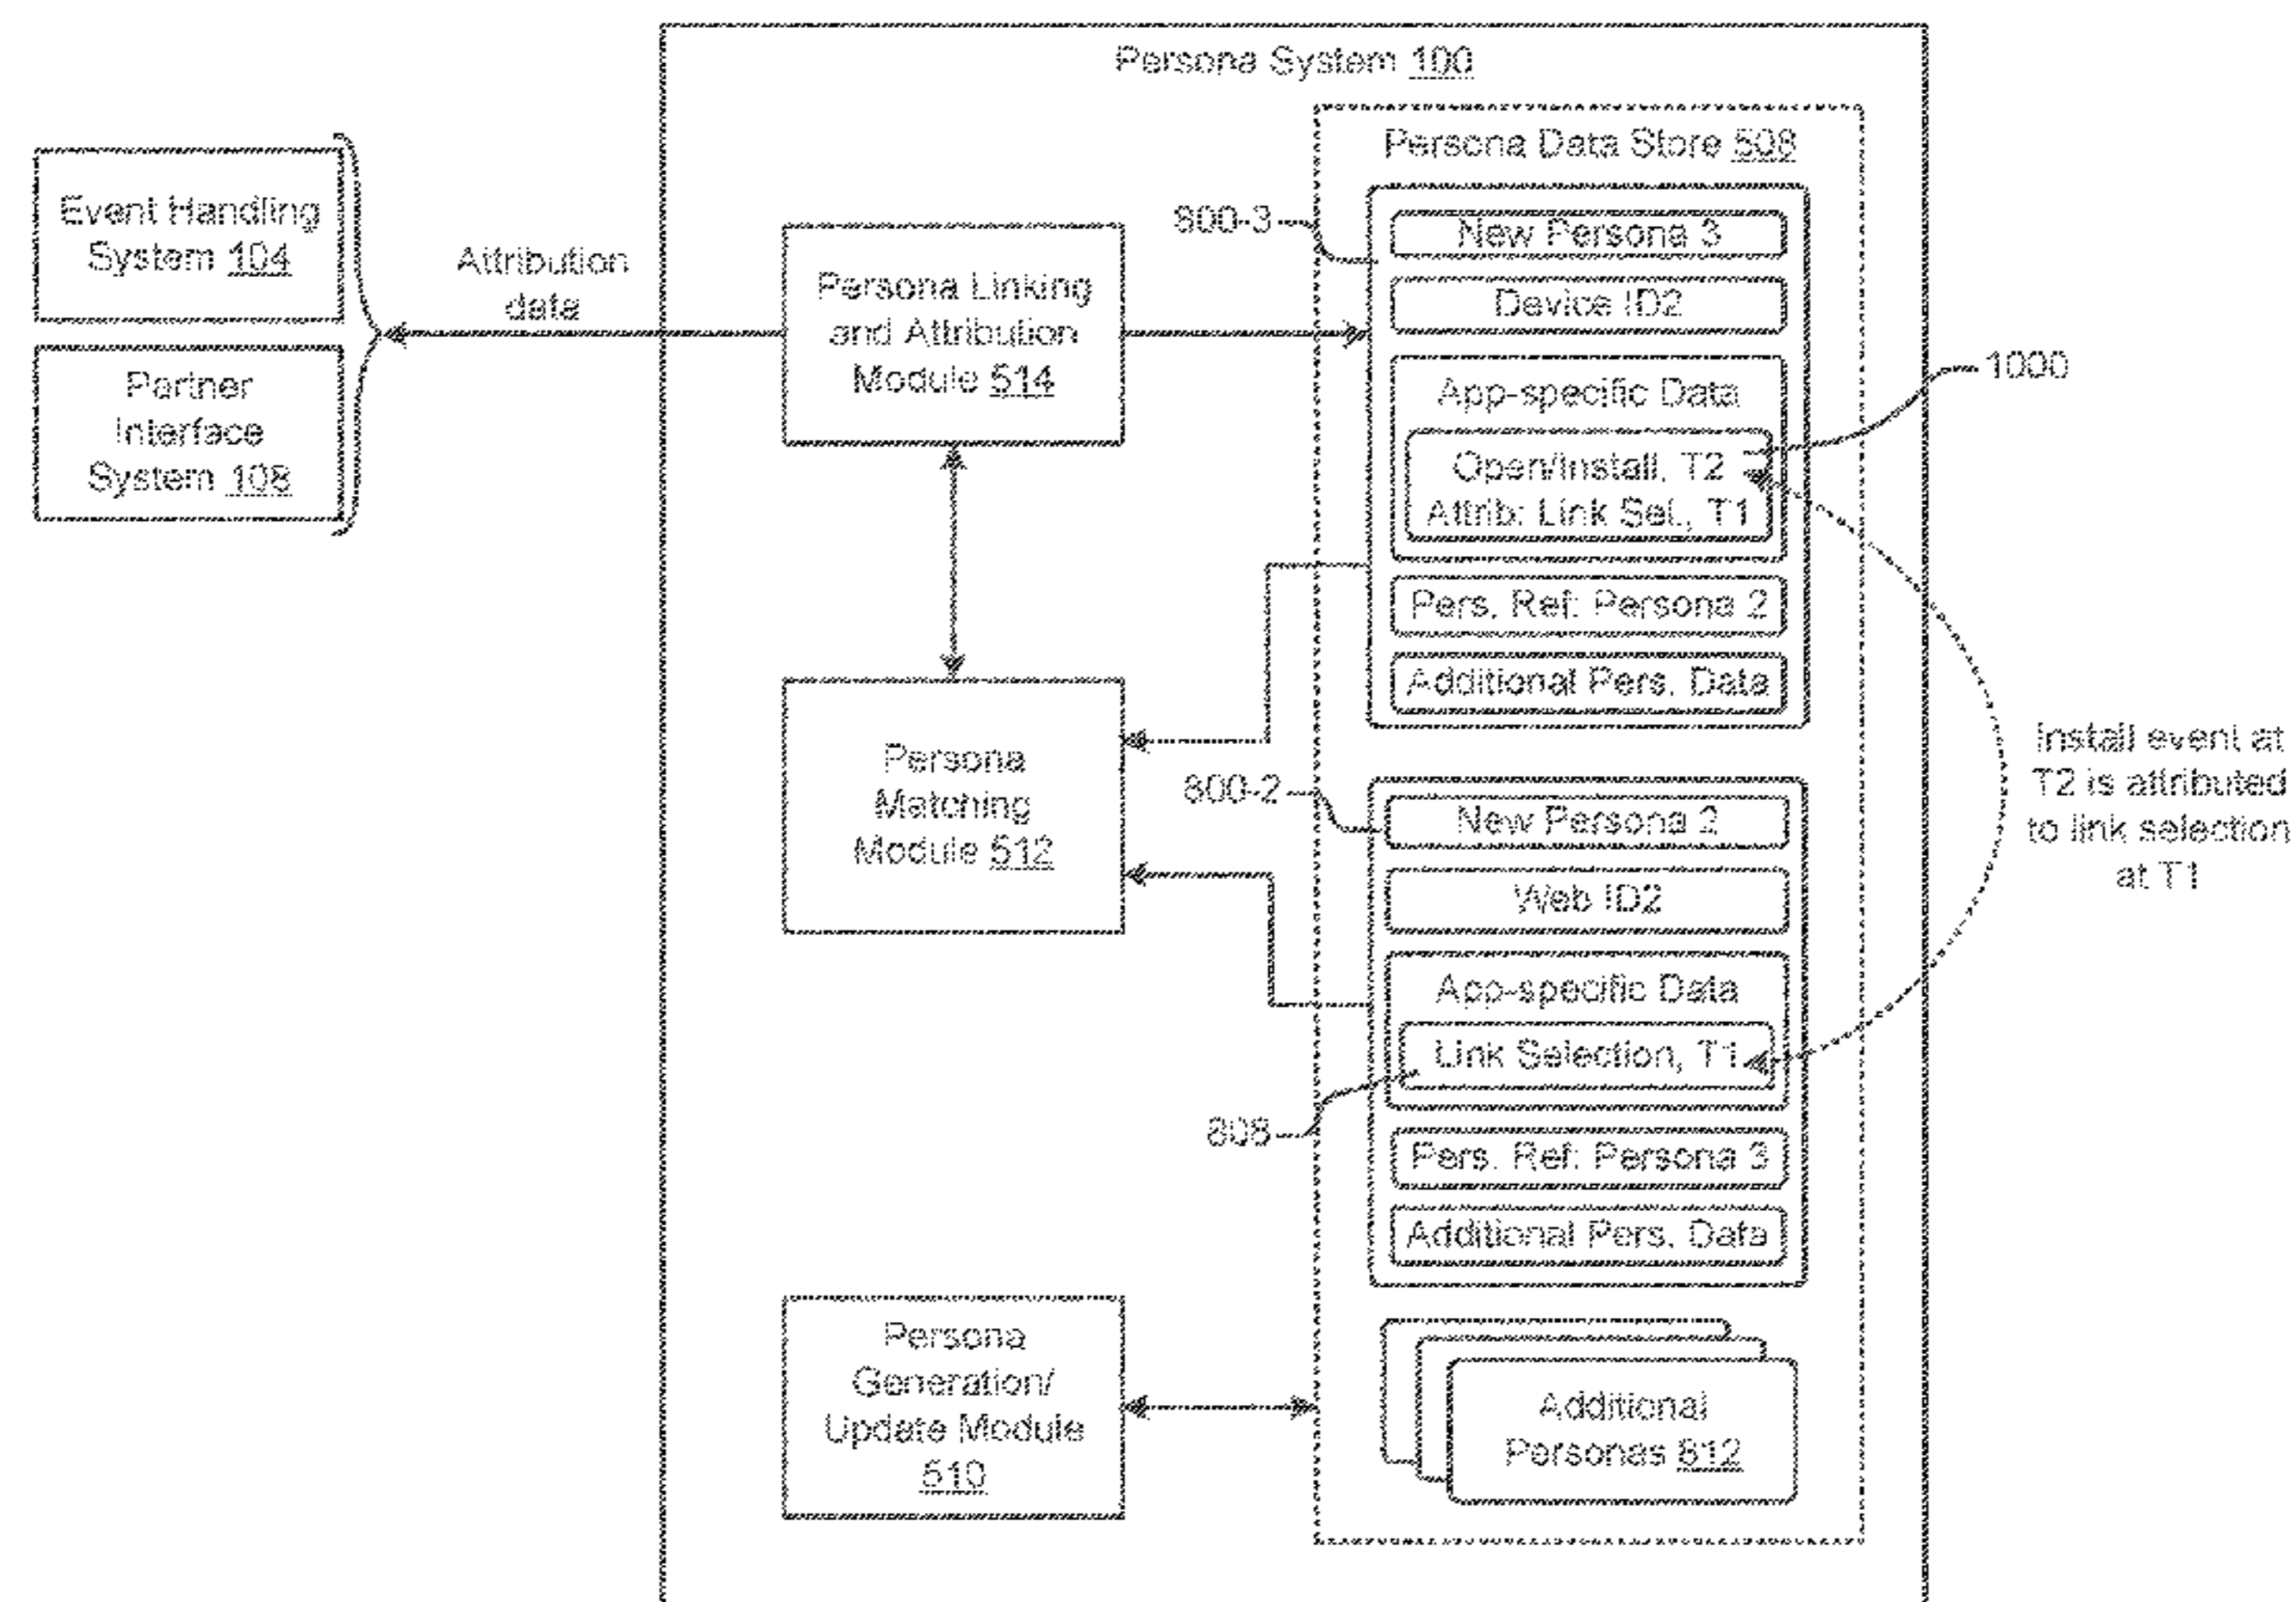 Persona System 100
Event Handling
System 104
Partner
Interface
System 108
Attribution
data
Persona Linking
and Attribution
Module 514
Persona
Matching
Module 512
Persona
Generation/
Update Module
510
Persona Data Store 508
800-3
New Persona 3
Device ID2
App-specific Data
Open/Install, T2
Attrib: Link Sel., T1
1000
Pers. Ref: Persona 2
Additional Pers. Data
800-2
New Persona 2
Web ID2
App-specific Data
Link Selection, T1
808
Pers. Ref: Persona 3
Additional Pers. Data
Additional
Personas 812
Install event at
T2 is attributed
to link selection
at T1